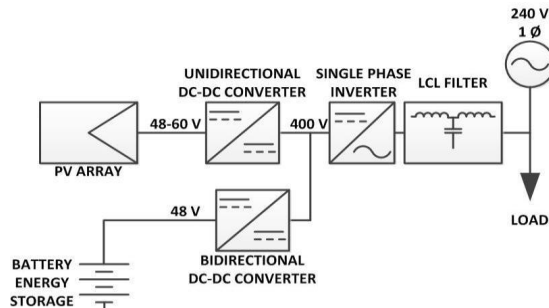 240 V
1 Ø
UNIDIRECTIONAL
DC-DC CONVERTER
SINGLE PHASE
INVERTER
LCL FILTER
48-60 V
400 V
PV ARRAY
48 V
LOAD
BIDIRECTIONAL
DC-DC CONVERTER
BATTERY
ENERGY
STORAGE